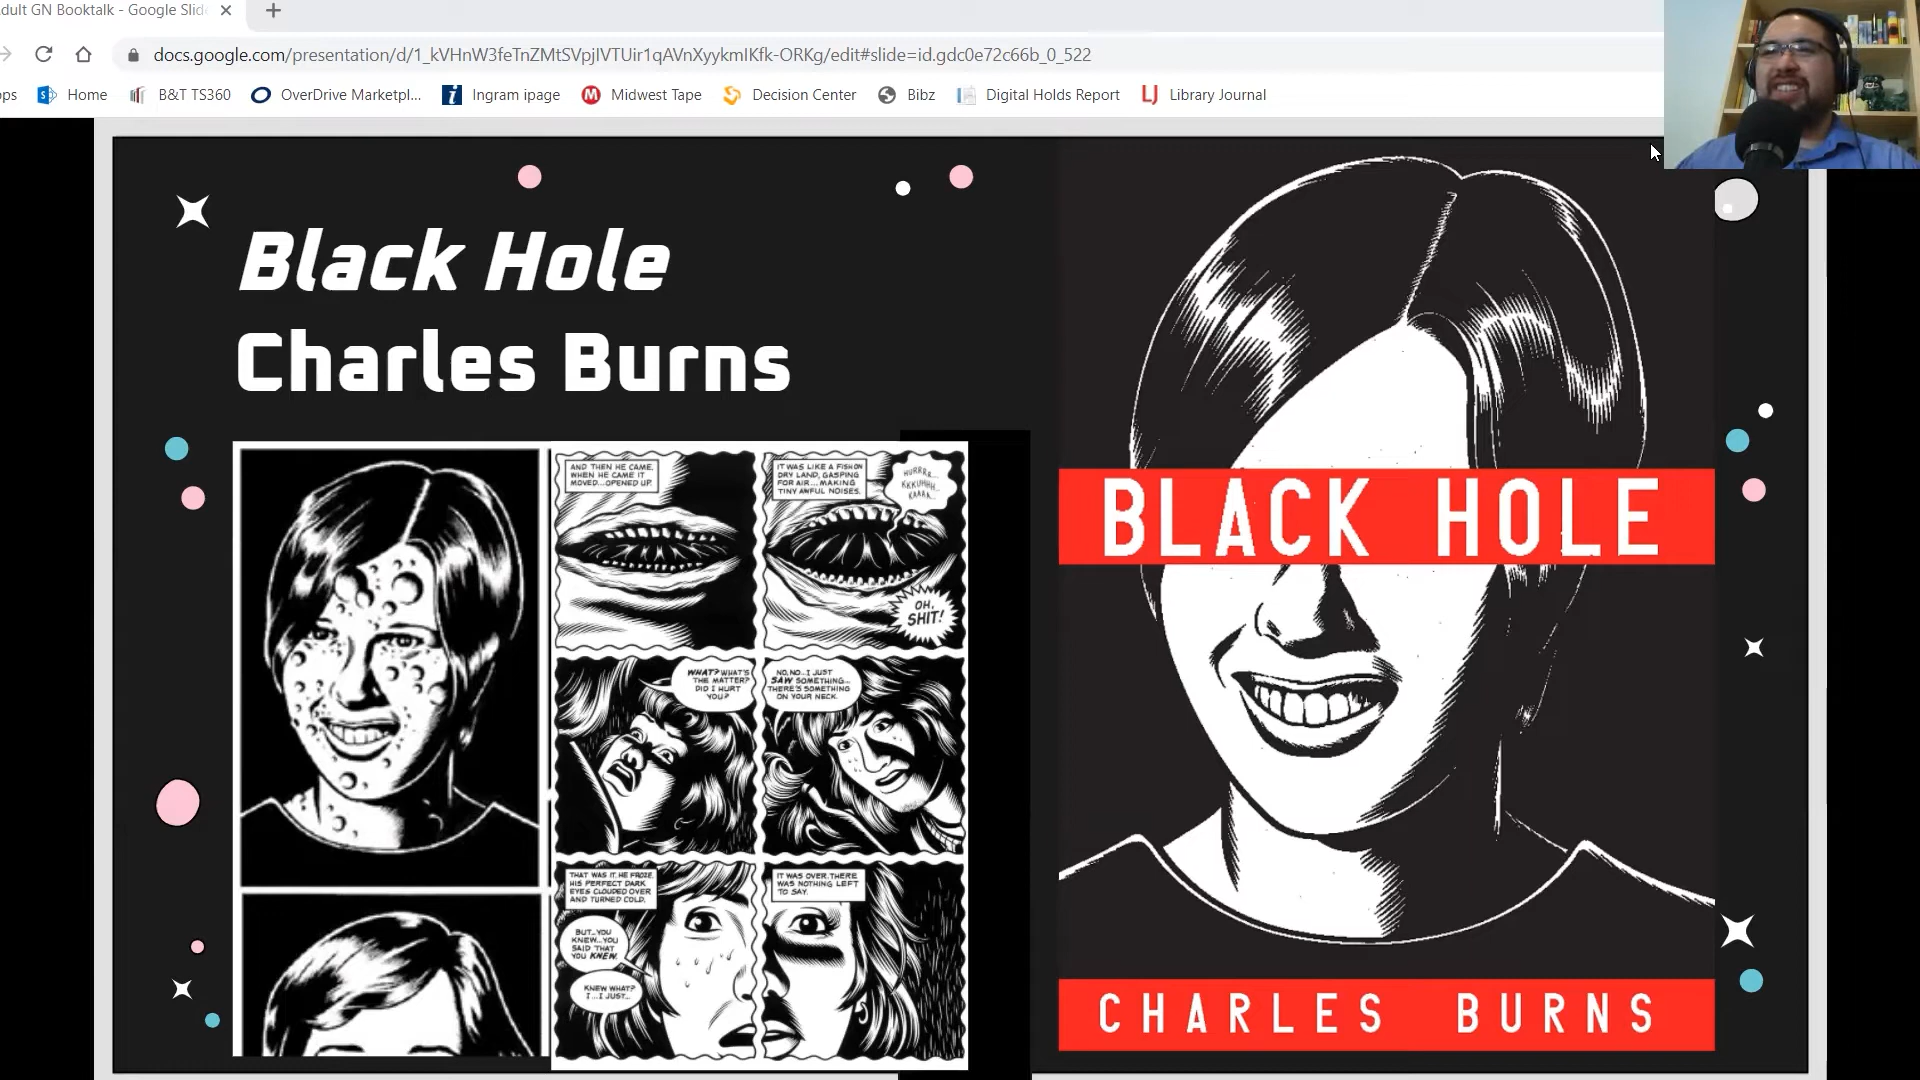 dult GN Booktalk - Google Slid
docs.google.com/presentation/d/1_kVHnW3feTnZMtSVpjIVTUir1qAVnXyykmIKfk-ORKg/edit#slide=id.gdc0e72c66b_0_522
ps Home B&T TS360 OverDrive Marketpl... Ingram ipage Midwest Tape Decision Center Bibz Digital Holds Report LJ Library Journal
Black Hole
Charles Burns
AND THEN HE CAME,
WHEN HE CAME IT
MOVED...OPENED UP.
IT WAS LIKE A FISH ON
DRY LAND, GASPING
FOR AIR...MAKING
TINY AWFUL NOISES.
HURRRR..
KKKUHHH..
KAARA..
OH,
SHIT!
WHAT? WHAT'S
THE MATTER?
DID I HURT
YOU?
NO, NO...I JUST
SAW SOMETHING...
THERE'S SOMETHING
ON YOUR NECK.
THAT WAS IT. HE FROZE.
HIS PERFECT DARK
EYES CLOUDED OVER
AND TURNED COLD.
BUT...YOU
KNEW...YOU
SAID THAT
YOU KNEW.
KNEW WHAT?
I...I JUST...
IT WAS OVER. THERE
WAS NOTHING LEFT
TO SAY.
BLACK HOLE
CHARLES BURNS